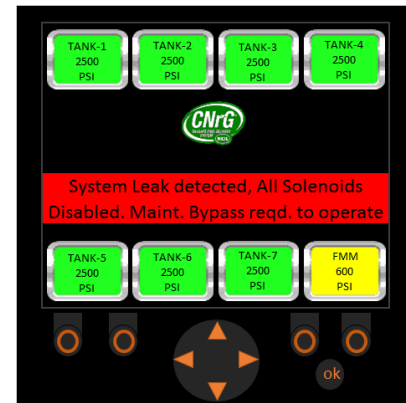 TANK-1
2500
PSI
TANK-2
2500
PSI
TANK-3
2500
PSI
TANK-4
2500
PSI
CNrG
System Leak detected, All Solenoids
Disabled. Maint. Bypass reqd. to operate
TANK-5
2500
PSI
TANK-6
2500
PSI
TANK-7
2500
PSI
FMM
600
PSI
ok